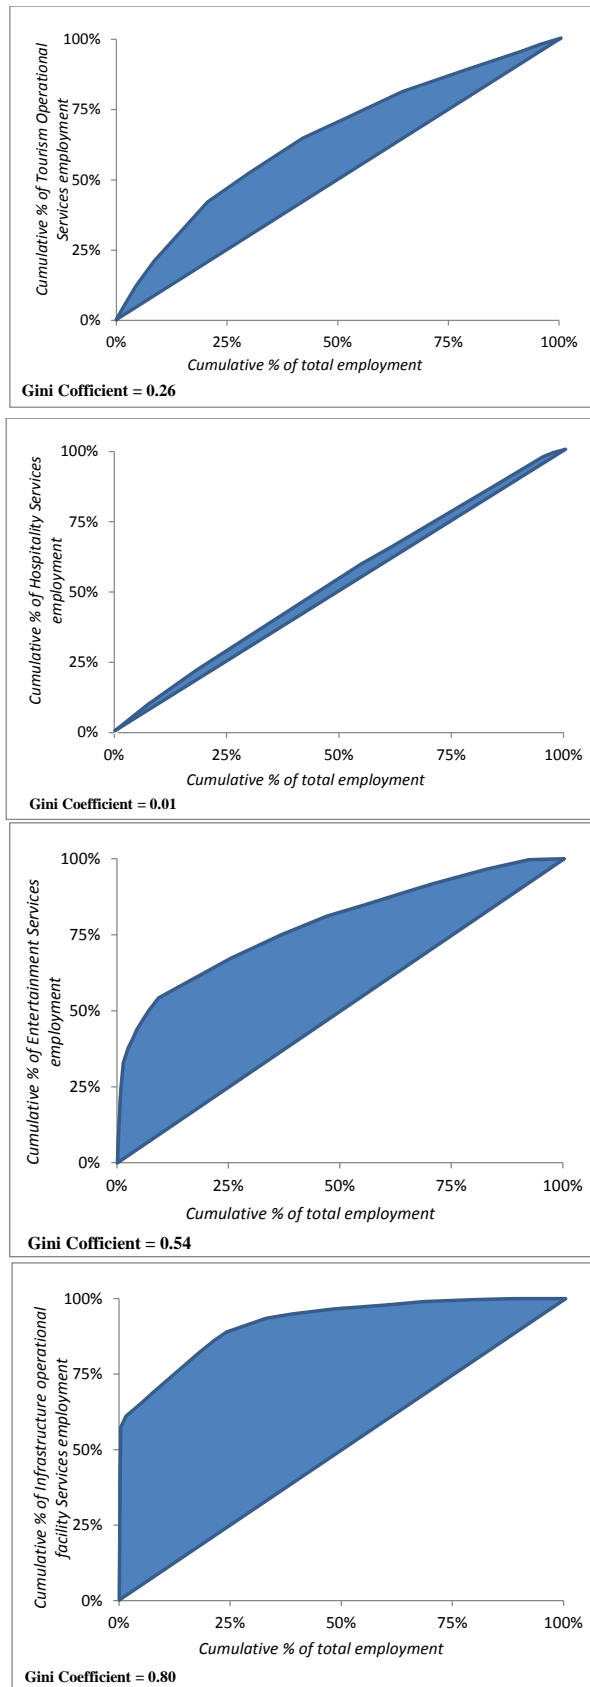 Cumulative % of Tourism Operational
Services employment
100%
75%
50%
25%
0%
0% 25% 50% 75% 100%
Cumulative % of total employment
Gini Cofficient = 0.26
Cumulative % of Hospitality Services
employment
100%
75%
50%
25%
0%
0% 25% 50% 75% 100%
Cumulative % of total employment
Gini Coefficient = 0.01
Cumulative % of Entertainment Services
employment
100%
75%
50%
25%
0%
0% 25% 50% 75% 100%
Cumulative % of total employment
Gini Cofficient = 0.54
Cumulative % of Infrastructure operational
facility Services employment
100%
75%
50%
25%
0%
0% 25% 50% 75% 100%
Cumulative % of total employment
Gini Coefficient = 0.80